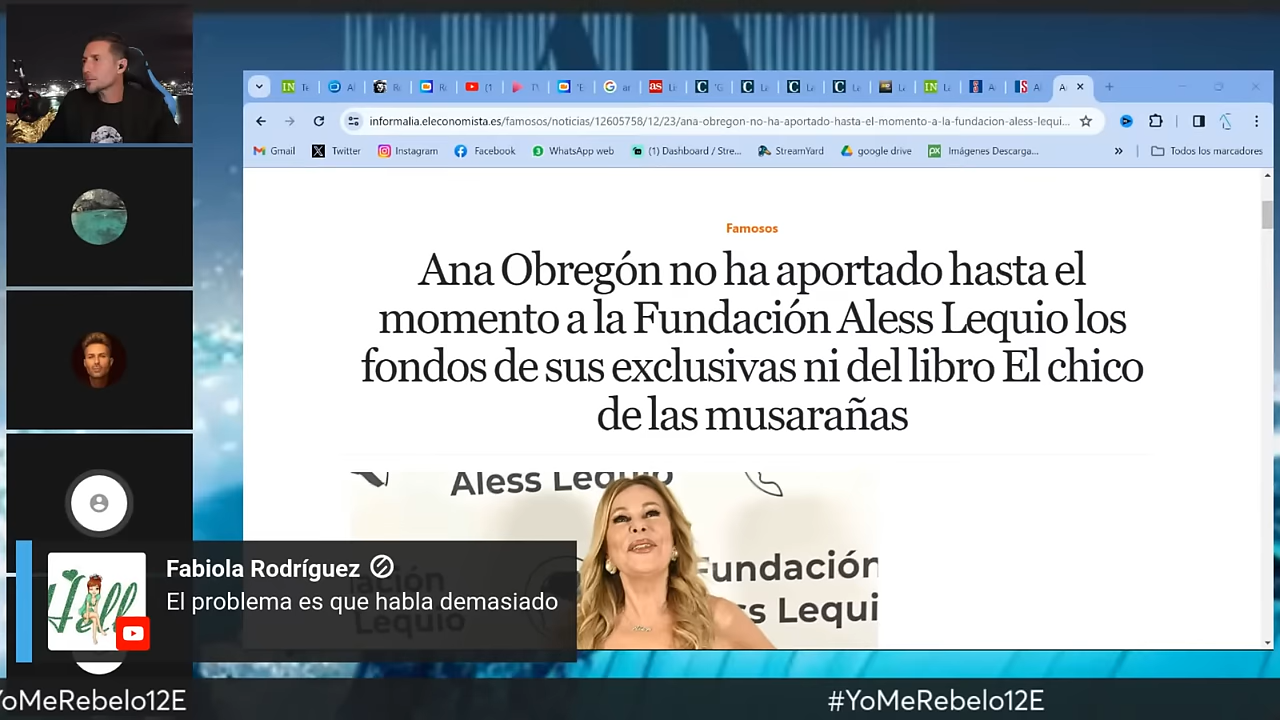 informalia.eleconomista.es/famosos/noticias/12605758/12/23/ana-obregon-no-ha-aportado-hasta-el-momento-a-la-fundacion-aless-lequi...
Gmail
Twitter
Instagram
Facebook
WhatsApp web
(1) Dashboard / Stre...
StreamYard
google drive
Imágenes Descarga...
»
Todos los marcadores
Famosos
Ana Obregón no ha aportado hasta el
momento a la Fundación Aless Lequio los
fondos de sus exclusivas ni del libro El chico
de las musarañas
Aless Lequio
Fundación
ss Lequi
ación
Lequio
Fabiola Rodríguez
El problema es que habla demasiado
YoMeRebelo12E
#YoMeRebelo12E